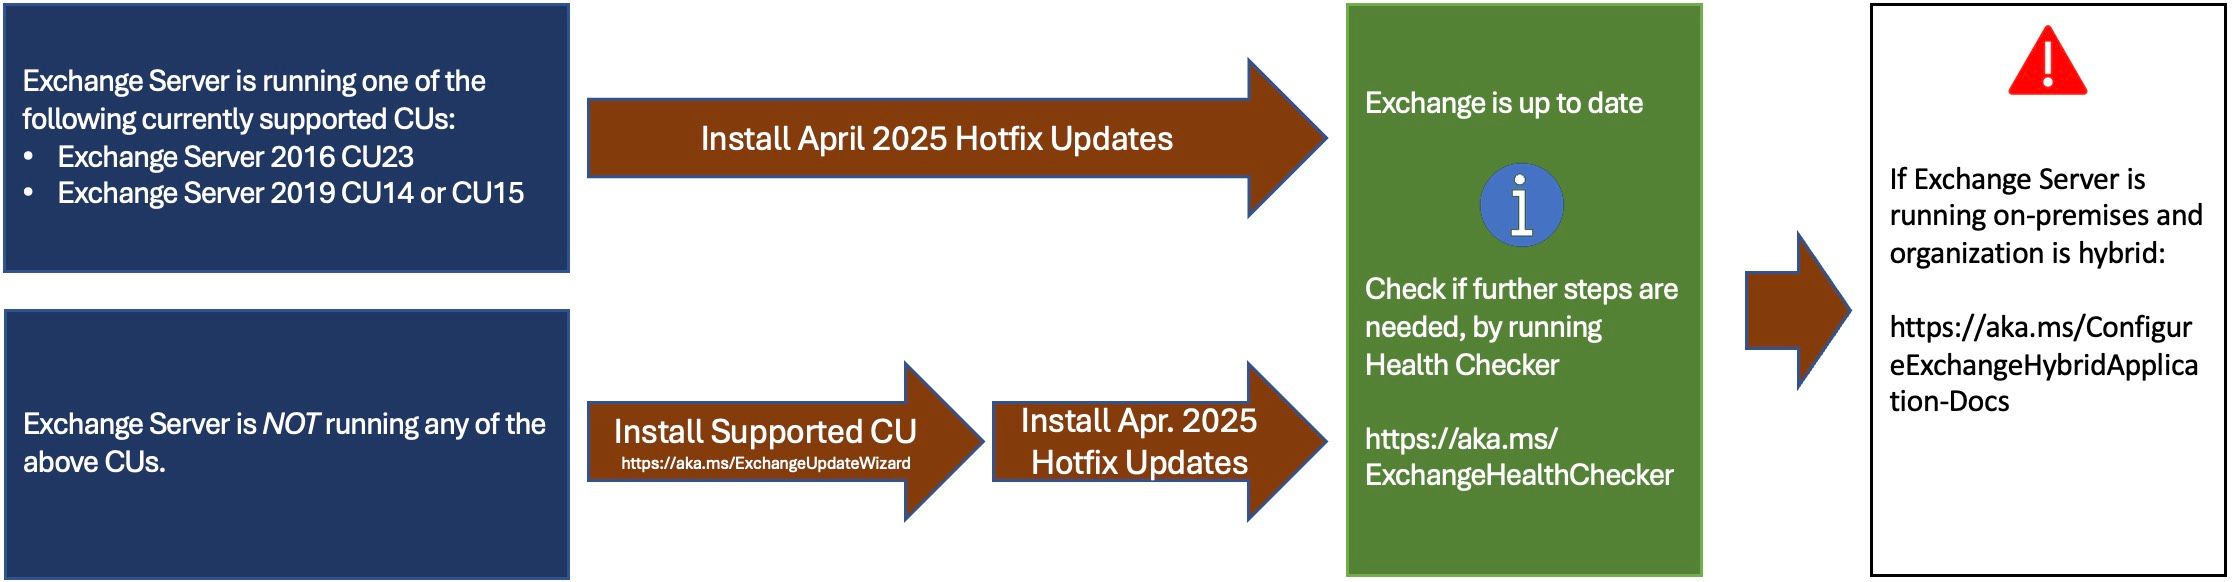 Exchange Server is running one of the
following currently supported CUs:
• Exchange Server 2016 CU23
• Exchange Server 2019 CU14 or CU15
Install April 2025 Hotfix Updates
Exchange Server is NOT running any of the
above CUs.
Install Supported CU
https://aka.ms/ExchangeUpdateWizard
Install Apr. 2025
Hotfix Updates
Exchange is up to date
i
Check if further steps are
needed, by running
Health Checker
https://aka.ms/
ExchangeHealthChecker
!
If Exchange Server is
running on-premises and
organization is hybrid:
https://aka.ms/Configur
eExchangeHybridApplica
tion-Docs